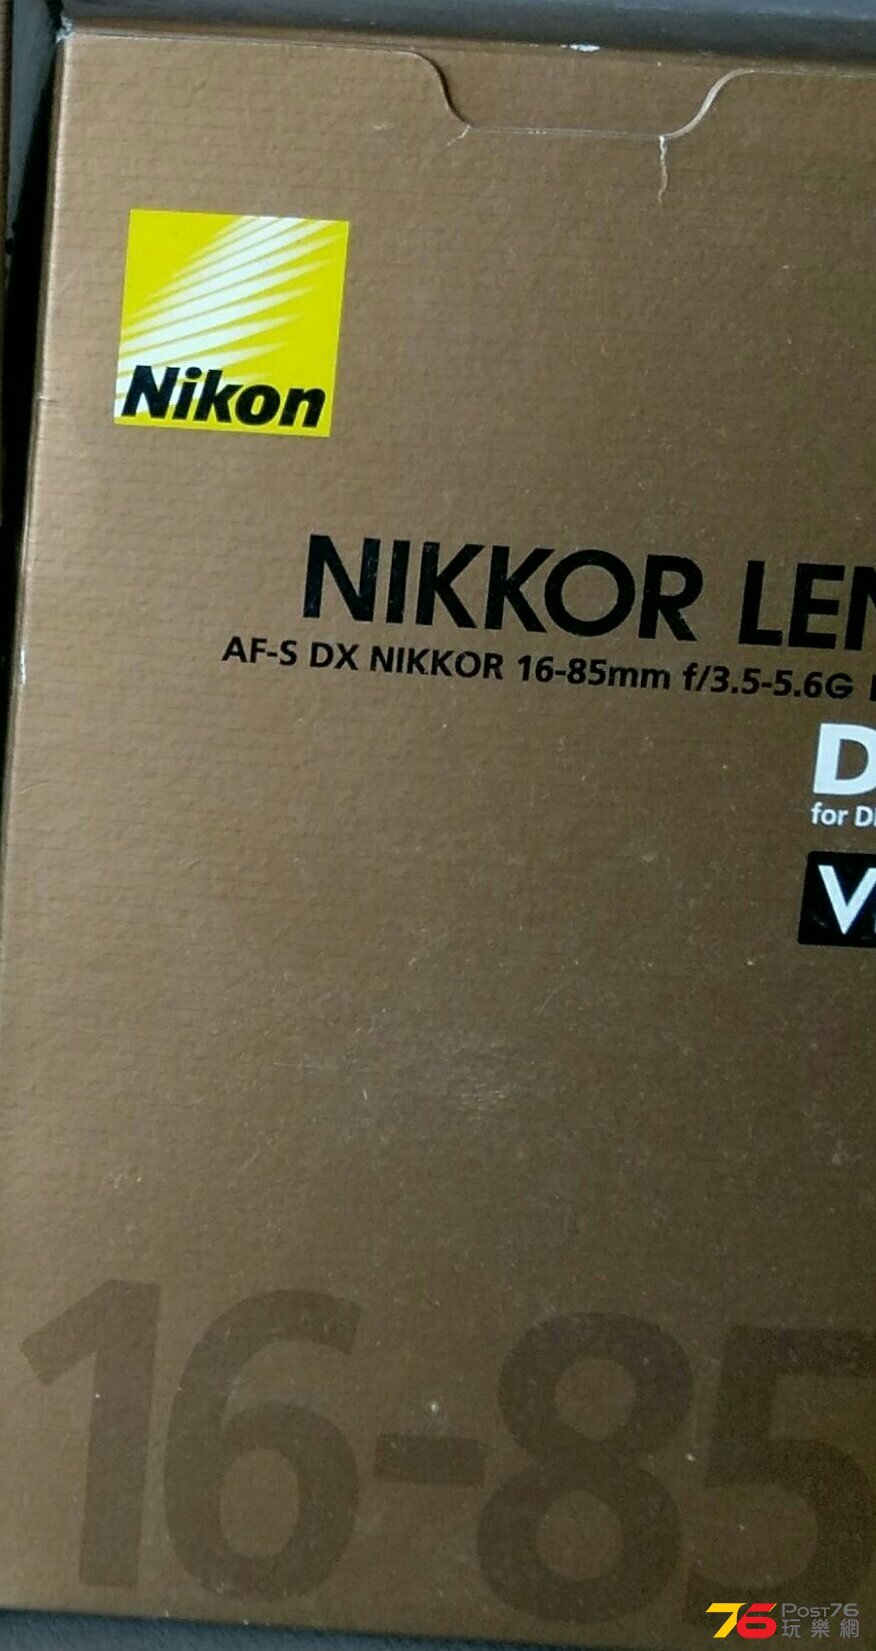 Nikon
NIKKOR LEN
AF-S DX NIKKOR 16-85mm f/3.5-5.6G
D
for D
V
16-85
76 POST76
玩樂網